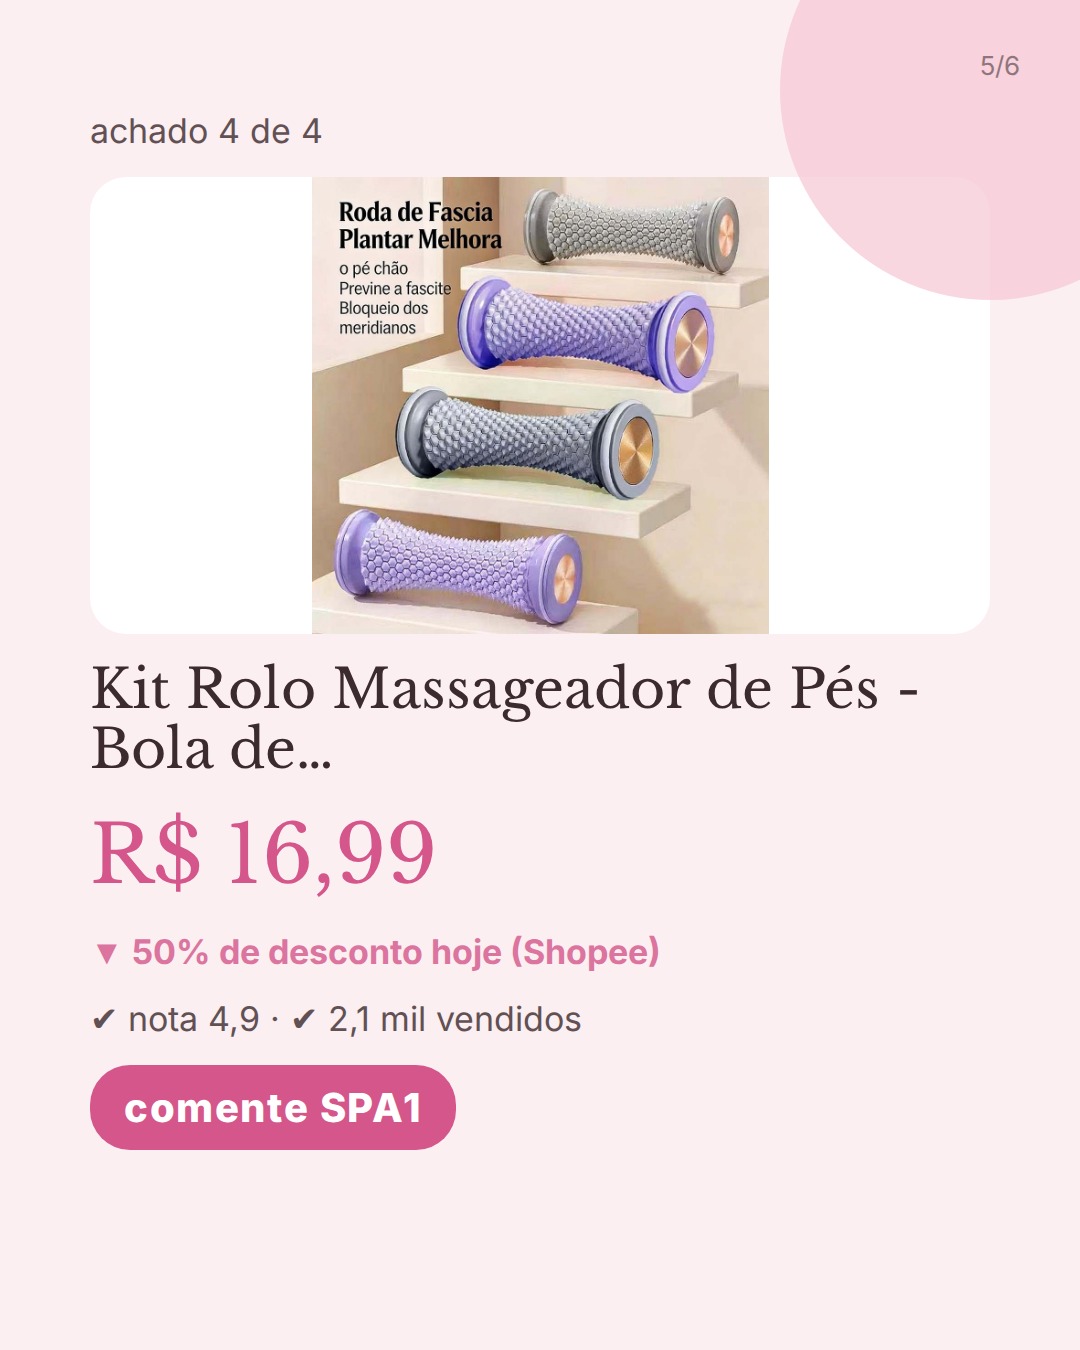 5/6
achado 4 de 4
Roda de Fascia
Plantar Melhora
o pé chão
Previne a fascite
Bloqueio dos
meridianos
Kit Rolo Massageador de Pés -
Bola de...
R$ 16,99
▼ 50% de desconto hoje (Shopee)
✔ nota 4,9 · ✔ 2,1 mil vendidos
comente SPA1